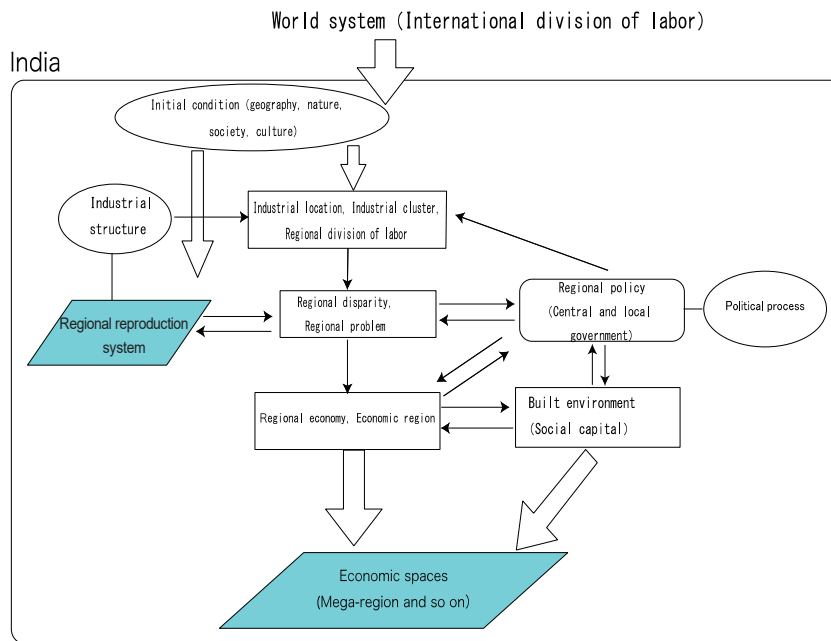 World system (International division of labor)
India
Initial condition (geography, nature,
society, culture)
Industrial
structure
Industrial location, Industrial cluster,
Regional division of labor
Regional reproduction
system
Regional disparity,
Regional problem
Regional policy
(Central and local
government)
Political process
Regional economy, Economic region
Built environment
(Social capital)
Economic spaces
(Mega-region and so on)